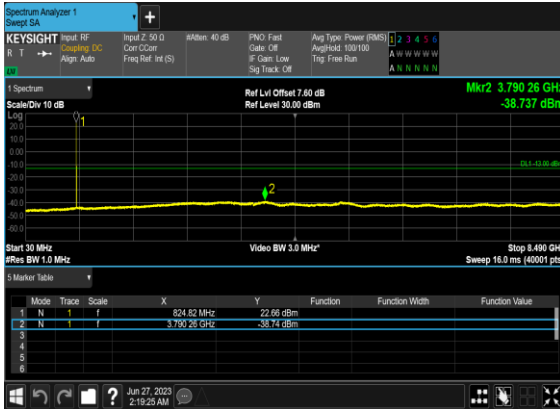 Spectrum Analyzer 1
Swept SA
+
KEYSIGHT Input: RF Input Z: 50 Ω #Atten: 40 dB PNO: Fast Avg Type: Power (RMS) 1 2 3 4 5 6
R T Coupling: DC Corr CCorr Gate: Off Avg|Hold: 100/100 A W W W W W
Align: Auto Freq Ref: Int (S) IF Gain: Low Trig: Free Run
Sig Track: Off A N N N N N
1 Spectrum
Ref Lvl Offset 7.60 dB Mkr2 3.790 26 GHz
Scale/Div 10 dB Ref Level 30.00 dBm -38.737 dBm
Log
1
20.0
10.0
0.00
-10.0
DL1 -13.00 dBm
-20.0
-30.0
2
-40.0
-50.0
-60.0
Start 30 MHz Video BW 3.0 MHz* Stop 8.490 GH
#Res BW 1.0 MHz Sweep 16.0 ms (40001 pts
5 Marker Table
Mode Trace Scale X Y Function Function Width Function Value
1 N 1 f 824.82 MHz 22.66 dBm
2 N 1 f 3.790 26 GHz -38.74 dBm
3
4
5
6
? Jun 27, 2023
2:19:25 AM